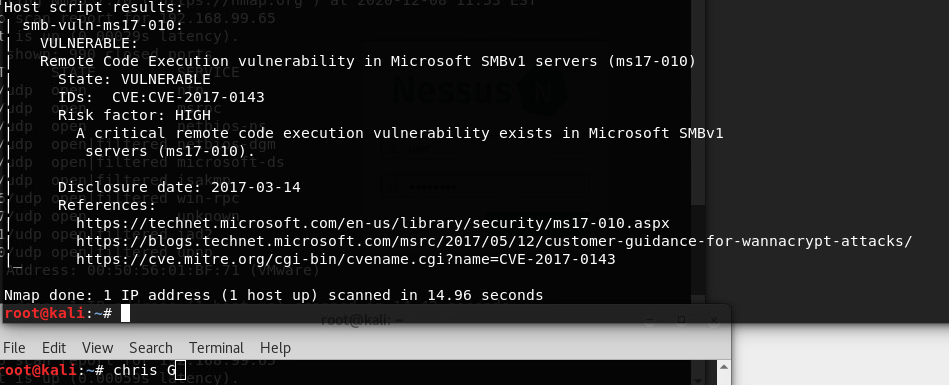 Host script results:
| smb-vuln-ms17-010:
|   VULNERABLE:
|   Remote Code Execution vulnerability in Microsoft SMBv1 servers (ms17-010)
|     State: VULNERABLE
|     IDs:  CVE:CVE-2017-0143
|     Risk factor: HIGH
|       A critical remote code execution vulnerability exists in Microsoft SMBv1
|        servers (ms17-010).
|
|     Disclosure date: 2017-03-14
|     References:
|       https://technet.microsoft.com/en-us/library/security/ms17-010.aspx
|       https://blogs.technet.microsoft.com/msrc/2017/05/12/customer-guidance-for-wannacrypt-attacks/
|_      https://cve.mitre.org/cgi-bin/cvename.cgi?name=CVE-2017-0143
Nmap done: 1 IP address (1 host up) scanned in 14.96 seconds
root@kali:~#
root@kali: ~
File Edit View Search Terminal Help
root@kali:~# chris G